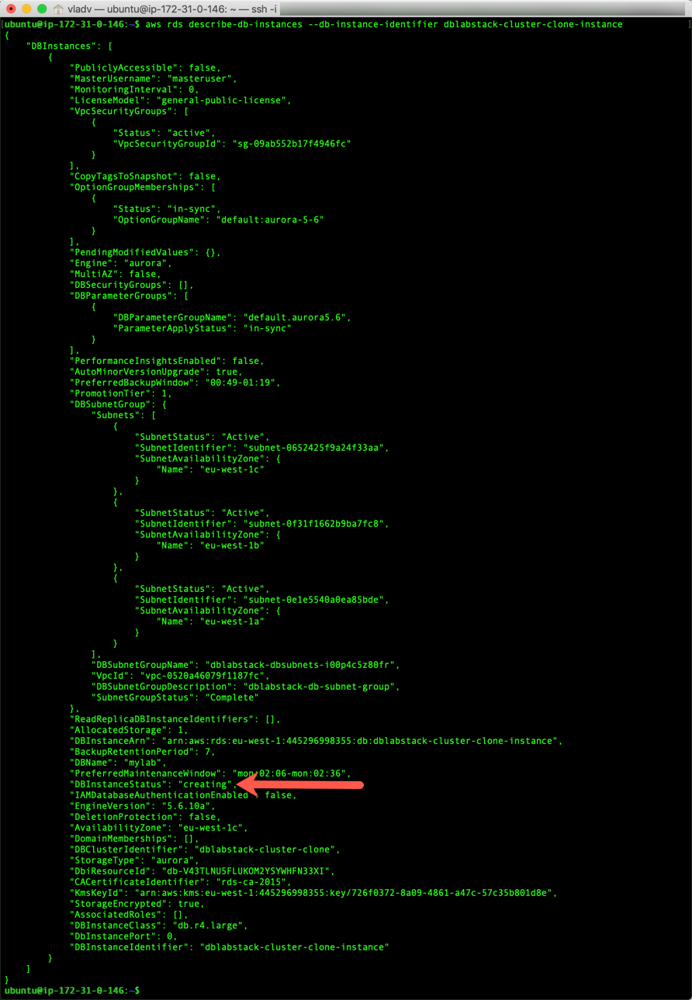 vladv — ubuntu@ip-172-31-0-146: ~ — ssh -i
[ubuntu@ip-172-31-0-146:~$ aws rds describe-db-instances --db-instance-identifier dblabstack-cluster-clone-instance ]
{
    "DBInstances": [
        {
            "PubliclyAccessible": false,
            "MasterUsername": "masteruser",
            "MonitoringInterval": 0,
            "LicenseModel": "general-public-license",
            "VpcSecurityGroups": [
                {
                    "Status": "active",
                    "VpcSecurityGroupId": "sg-09ab552b17f4946fc"
                }
            ],
            "CopyTagsToSnapshot": false,
            "OptionGroupMemberships": [
                {
                    "Status": "in-sync",
                    "OptionGroupName": "default:aurora-5-6"
                }
            ],
            "PendingModifiedValues": {},
            "Engine": "aurora",
            "MultiAZ": false,
            "DBSecurityGroups": [],
            "DBParameterGroups": [
                {
                    "DBParameterGroupName": "default.aurora5.6",
                    "ParameterApplyStatus": "in-sync"
                }
            ],
            "PerformanceInsightsEnabled": false,
            "AutoMinorVersionUpgrade": true,
            "PreferredBackupWindow": "00:49-01:19",
            "PromotionTier": 1,
            "DBSubnetGroup": {
                "Subnets": [
                    {
                        "SubnetStatus": "Active",
                        "SubnetIdentifier": "subnet-0652425f9a24f33aa",
                        "SubnetAvailabilityZone": {
                            "Name": "eu-west-1c"
                        }
                    },
                    {
                        "SubnetStatus": "Active",
                        "SubnetIdentifier": "subnet-0f31f1662b9ba7fc8",
                        "SubnetAvailabilityZone": {
                            "Name": "eu-west-1b"
                        }
                    },
                    {
                        "SubnetStatus": "Active",
                        "SubnetIdentifier": "subnet-0e1e5540a0ea85bde",
                        "SubnetAvailabilityZone": {
                            "Name": "eu-west-1a"
                        }
                    }
                ],
                "DBSubnetGroupName": "dblabstack-dbsubnets-i00p4c5z80fr",
                "VpcId": "vpc-0520a46079f1187fc",
                "DBSubnetGroupDescription": "dblabstack-db-subnet-group",
                "SubnetGroupStatus": "Complete"
            },
            "ReadReplicaDBInstanceIdentifiers": [],
            "AllocatedStorage": 1,
            "DBInstanceArn": "arn:aws:rds:eu-west-1:445296998355:db:dblabstack-cluster-clone-instance",
            "BackupRetentionPeriod": 7,
            "DBName": "mylab",
            "PreferredMaintenanceWindow": "mon:02:06-mon:02:36",
            "DBInstanceStatus": "creating",
            "IAMDatabaseAuthenticationEnabled": false,
            "EngineVersion": "5.6.10a",
            "DeletionProtection": false,
            "AvailabilityZone": "eu-west-1c",
            "DomainMemberships": [],
            "DBClusterIdentifier": "dblabstack-cluster-clone",
            "StorageType": "aurora",
            "DbiResourceId": "db-V43TLNU5FLUKOM2YSYWHFN33XI",
            "CACertificateIdentifier": "rds-ca-2015",
            "KmsKeyId": "arn:aws:kms:eu-west-1:445296998355:key/726f0372-8a09-4861-a47c-57c35b801d8e",
            "StorageEncrypted": true,
            "AssociatedRoles": [],
            "DBInstanceClass": "db.r4.large",
            "DbInstancePort": 0,
            "DBInstanceIdentifier": "dblabstack-cluster-clone-instance"
        }
    ]
}
ubuntu@ip-172-31-0-146:~$